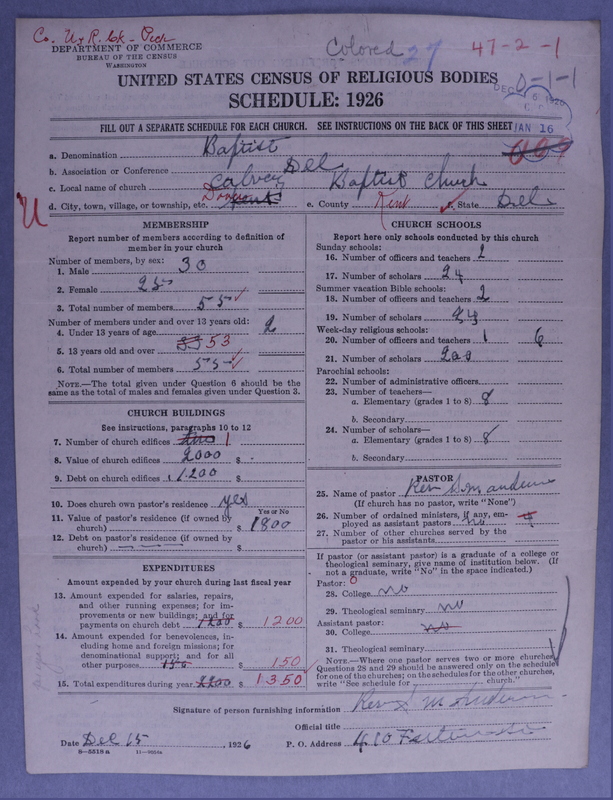 Co. U & R. ck - Pich
Colored 27 47-2-1
DEPARTMENT OF COMMERCE
BUREAU OF THE CENSUS
WASHINGTON
0-1-1
UNITED STATES CENSUS OF RELIGIOUS BODIES
SCHEDULE: 1926
FILL OUT A SEPARATE SCHEDULE FOR EACH CHURCH. SEE INSTRUCTIONS ON THE BACK OF THIS SHEET
JAN 16
a. Denomination Baptist
b. Association or Conference Del
c. Local name of church Calvey Baptist Church
d. City, town, village, or township, etc. e. County Kent f. State Del
MEMBERSHIP
Report number of members according to definition of
member in your church
Number of members, by sex:
1. Male 30
2. Female 25
3. Total number of members 55
Number of members under and over 13 years old:
4. Under 13 years of age 2
5. 13 years old and over 53
6. Total number of members 55
NOTE.—The total given under Question 6 should be
same as the total of males and females given under Question 3.
CHURCH BUILDINGS
See instructions, paragraphs 10 to 12
7. Number of church edifices 1
8. Value of church edifices 2000 $
9. Debt on church edifices 1200 $
10. Does church own pastor's residence yes
Yes or No
11. Value of pastor's residence (if owned by
church) $ 1800
12. Debt on pastor's residence (if owned by
church) $
EXPENDITURES
Amount expended by your church during last fiscal year
13. Amount expended for salaries, repairs,
and other running expenses; for im-
provements or new buildings; and for
payments on church debt 1200 $ 1200
14. Amount expended for benevolences, in-
cluding home and foreign missions; for
denominational support; and for all
other purposes 150 $ 150
15. Total expenditures during year $ 1350
CHURCH SCHOOLS
Report here only schools conducted by this church
Sunday schools:
16. Number of officers and teachers 2
17. Number of scholars 24
Summer vacation Bible schools:
18. Number of officers and teachers 2
19. Number of scholars
Week-day religious schools:
20. Number of officers and teachers 1 6
21. Number of scholars 200
Parochial schools:
22. Number of administrative officers
23. Number of teachers—
a. Elementary (grades 1 to 8) 8
b. Secondary
24. Number of scholars—
a. Elementary (grades 1 to 8) 8
b. Secondary
PASTOR
25. Name of pastor Rev S. M. Anderson
(If church has no pastor, write "None")
26. Number of ordained ministers, if any, em-
ployed as assistant pastors no
27. Number of other churches served by the
pastor or his assistants
If pastor (or assistant pastor) is a graduate of a college or
theological seminary, give name of institution below. (If
not a graduate, write "No" in the space indicated.)
Pastor:
28. College no
29. Theological seminary no
Assistant pastor:
30. College no
31. Theological seminary
NOTE.—Where one pastor serves two or more churches,
Questions 28 and 29 should be answered only on the schedule
for one of the churches; on the schedules for the other churches,
write "See schedule for church."
Signature of person furnishing information Rev S M Anderson
Official title
Date Dec 15, 1926 P. O. Address 410
8—5518 a